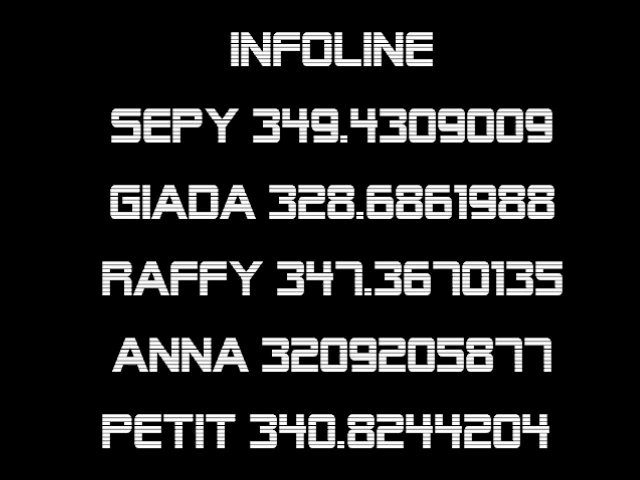 INFOLINE
SEPY 349.4309009
GIADA 328.6861988
RAFFY 347.3670135
ANNA 3209205877
PETIT 340.8244204